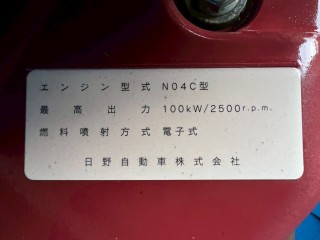 エンジン型式 N04C型
最高出力 100kW/2500r.p.m.
燃料噴射方式 電子式
日野自動車株式会社